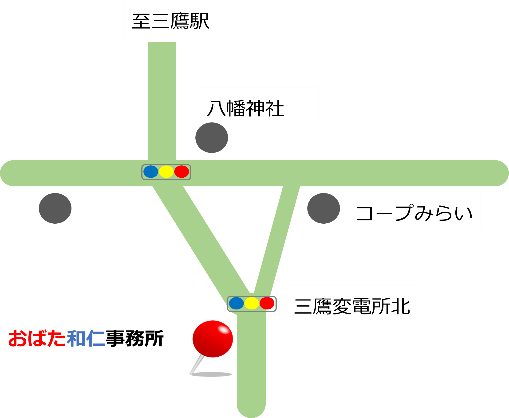 至三鷹駅
八幡神社
コープみらい
三鷹変電所北
おばた和仁事務所